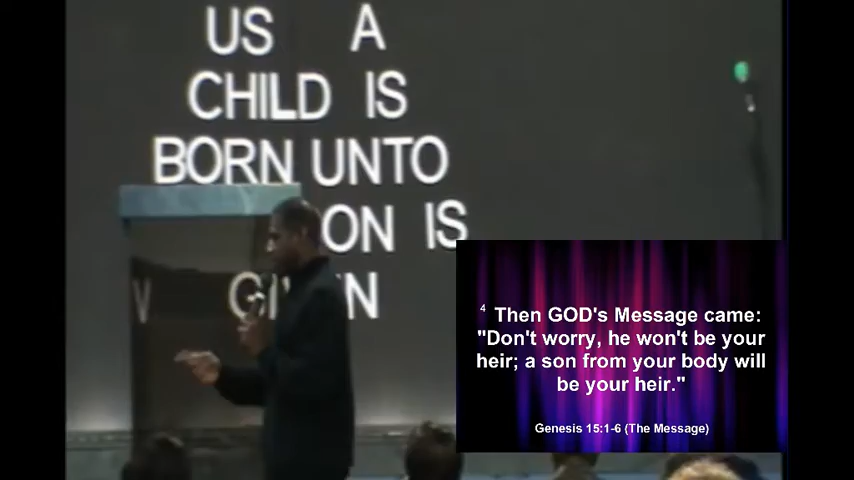 US A
CHILD IS
BORN UNTO
ON IS
GIVEN
4 Then GOD's Message came:
"Don't worry, he won't be your
heir; a son from your body will
be your heir."
Genesis 15:1-6 (The Message)